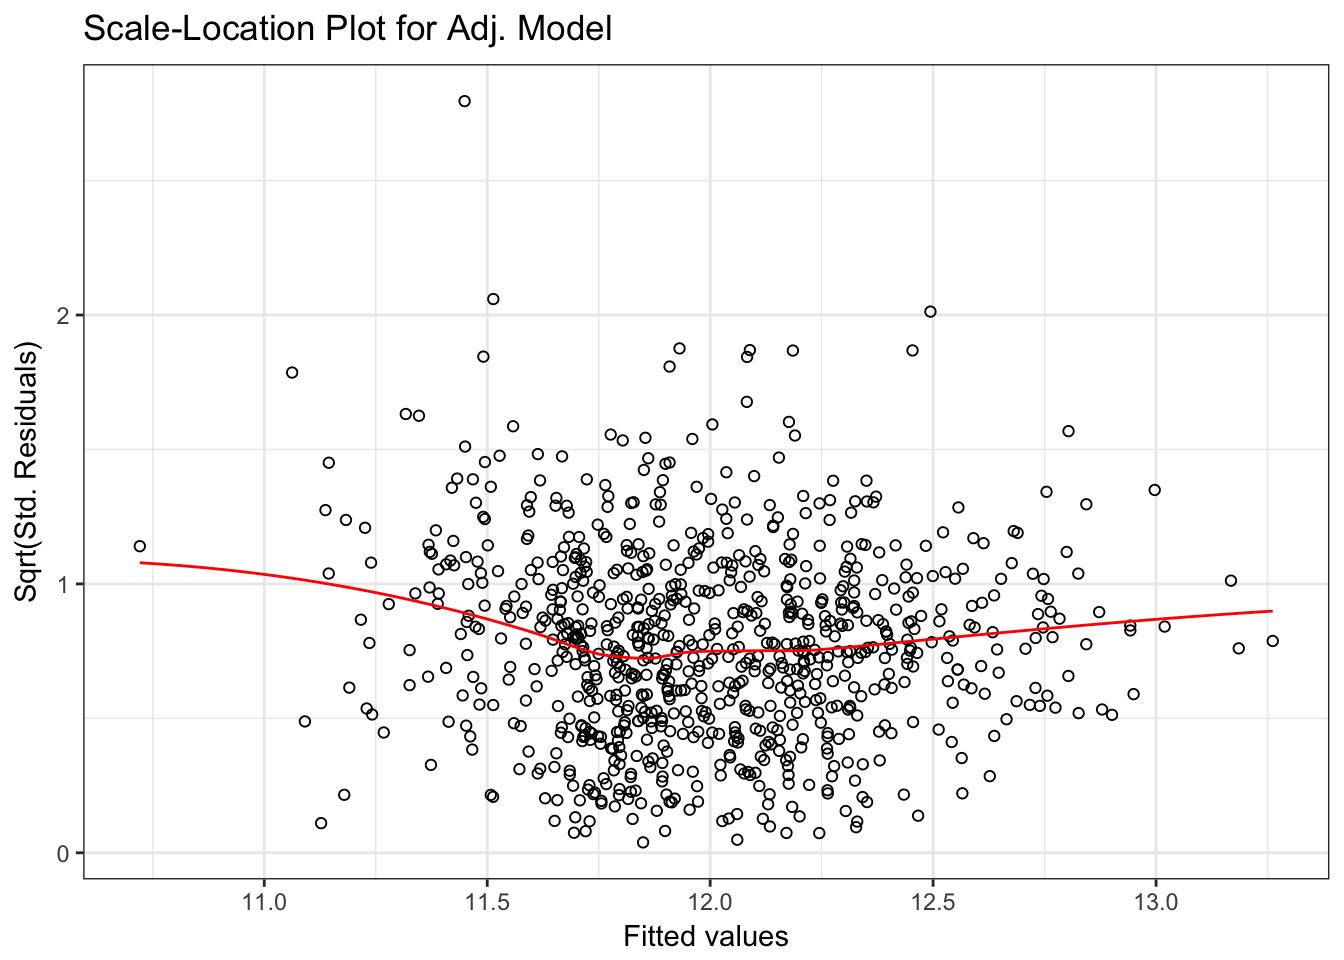 Scale-Location Plot for Adj. Model
Sqrt(Std. Residuals)
2
1
0
11.0 11.5 12.0 12.5 13.0
Fitted values